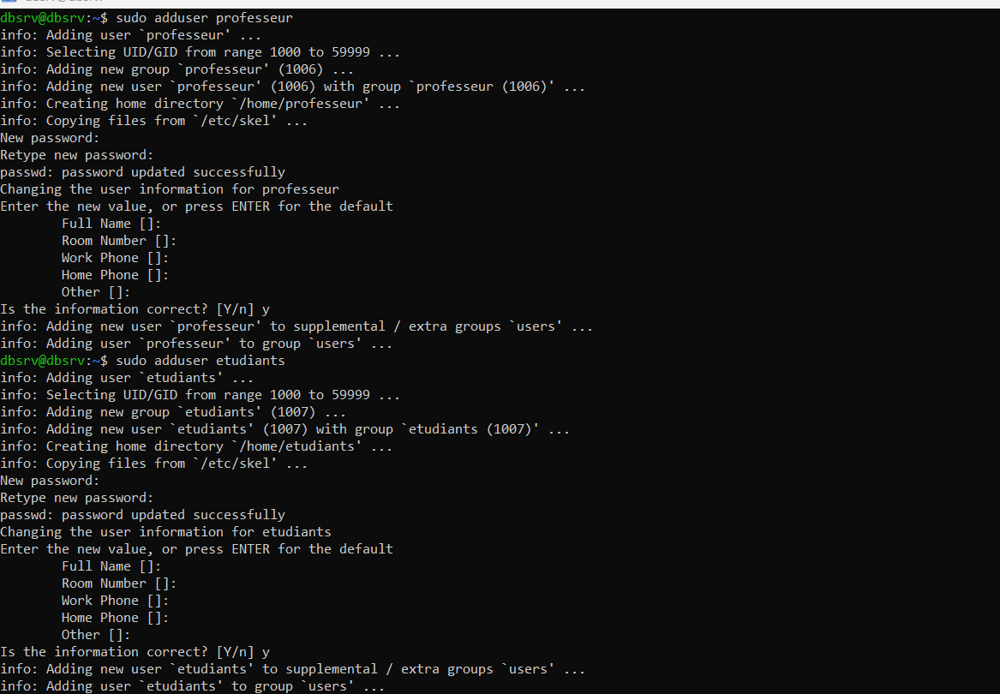 dbsrv@dbsrv:~$ sudo adduser professeur
info: Adding user `professeur' ...
info: Selecting UID/GID from range 1000 to 59999 ...
info: Adding new group `professeur' (1006) ...
info: Adding new user `professeur' (1006) with group `professeur (1006)' ...
info: Creating home directory `/home/professeur' ...
info: Copying files from `/etc/skel' ...
New password:
Retype new password:
passwd: password updated successfully
Changing the user information for professeur
Enter the new value, or press ENTER for the default
        Full Name []:
        Room Number []:
        Work Phone []:
        Home Phone []:
        Other []:
Is the information correct? [Y/n] y
info: Adding new user `professeur' to supplemental / extra groups `users' ...
info: Adding user `professeur' to group `users' ...
dbsrv@dbsrv:~$ sudo adduser etudiants
info: Adding user `etudiants' ...
info: Selecting UID/GID from range 1000 to 59999 ...
info: Adding new group `etudiants' (1007) ...
info: Adding new user `etudiants' (1007) with group `etudiants (1007)' ...
info: Creating home directory `/home/etudiants' ...
info: Copying files from `/etc/skel' ...
New password:
Retype new password:
passwd: password updated successfully
Changing the user information for etudiants
Enter the new value, or press ENTER for the default
        Full Name []:
        Room Number []:
        Work Phone []:
        Home Phone []:
        Other []:
Is the information correct? [Y/n] y
info: Adding new user `etudiants' to supplemental / extra groups `users' ...
info: Adding user `etudiants' to group `users' ...